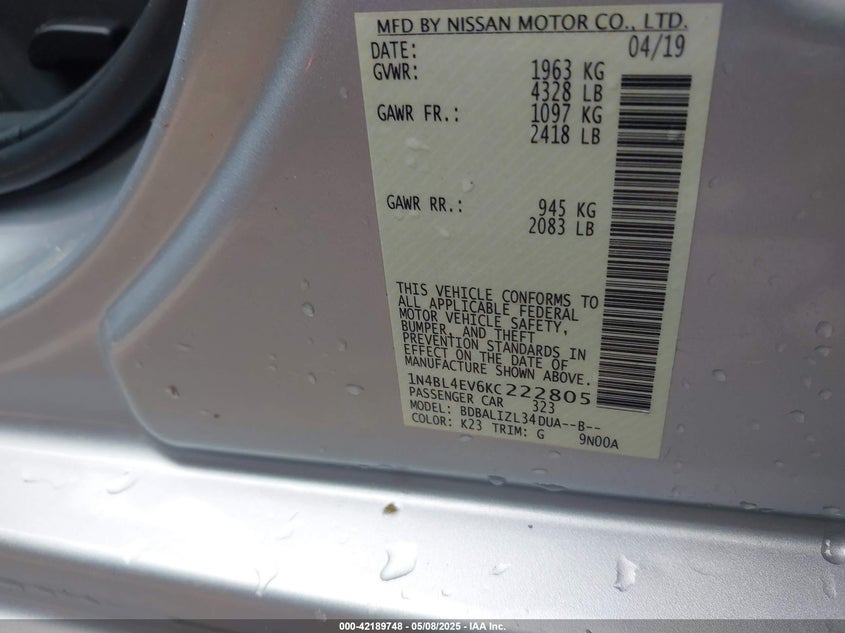 MFD BY NISSAN MOTOR CO., LTD.
DATE: 04/19
GVWR: 1963 KG
4328 LB
GAWR FR.: 1097 KG
2418 LB
GAWR RR.: 945 KG
2083 LB
THIS VEHICLE CONFORMS TO
ALL APPLICABLE FEDERAL
MOTOR VEHICLE SAFETY,
BUMPER, AND THEFT
PREVENTION STANDARDS IN
EFFECT ON THE DATE OF
MANUFACTURE SHOWN ABOVE.
1N4BL4EV6KC222805
PASSENGER CAR 323
MODEL: BDBALIZL34DUA--B--
COLOR: K23 TRIM: G 9N00A
000-42189748 - 05/08/2025 - IAA Inc.